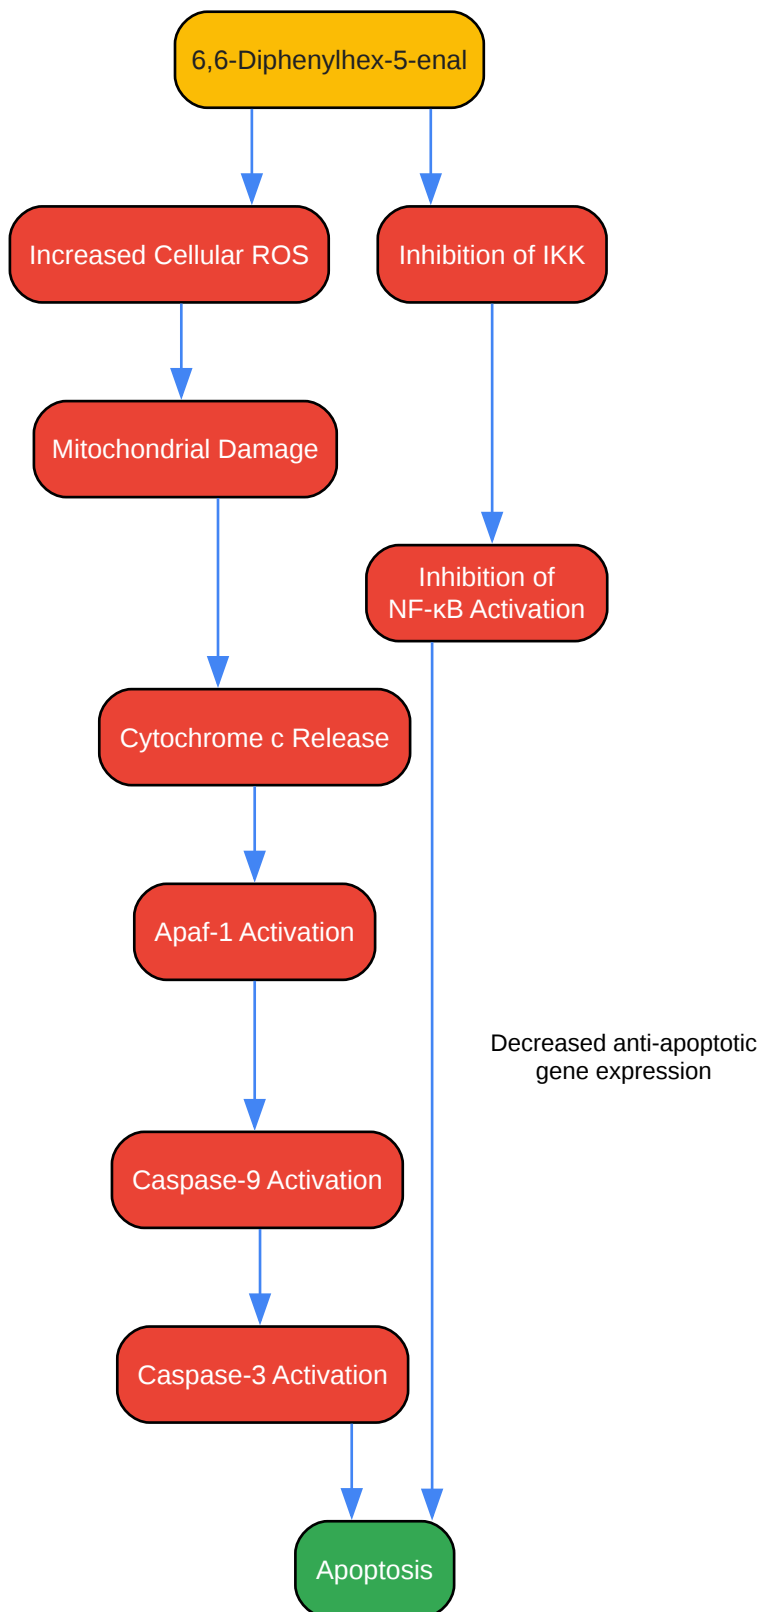 6,6-Diphenylhex-5-enal
Increased Cellular ROS
Inhibition of IKK
Mitochondrial Damage
Inhibition of
NF-κB Activation
Cytochrome c Release
Apaf-1 Activation
Decreased anti-apoptotic
gene expression
Caspase-9 Activation
Caspase-3 Activation
Apoptosis